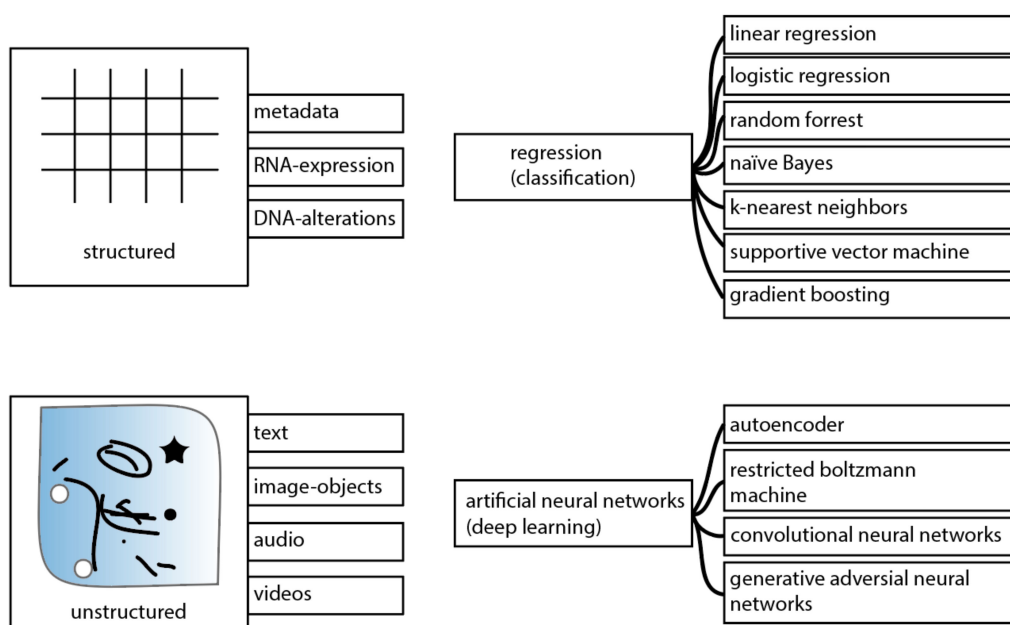 structured
metadata
RNA-expression
DNA-alterations
regression
(classification)
linear regression
logistic regression
random forrest
naïve Bayes
k-nearest neighbors
supportive vector machine
gradient boosting
unstructured
text
image-objects
audio
videos
artificial neural networks
(deep learning)
autoencoder
restricted boltzmann
machine
convolutional neural networks
generative adversial neural
networks